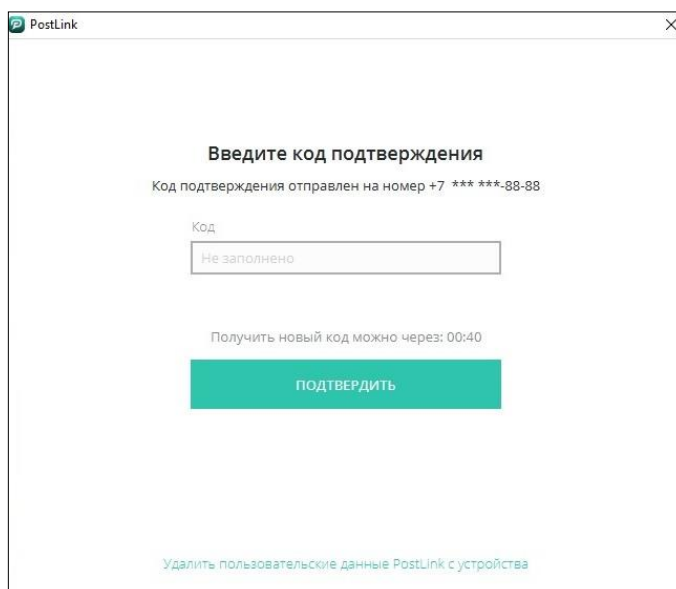 PostLink
Введите код подтверждения
Код подтверждения отправлен на номер +7 *** ***-88-88
Код
Не заполнено
Получить новый код можно через: 00:40
ПОДТВЕРДИТЬ
Удалить пользовательские данные PostLink с устройства